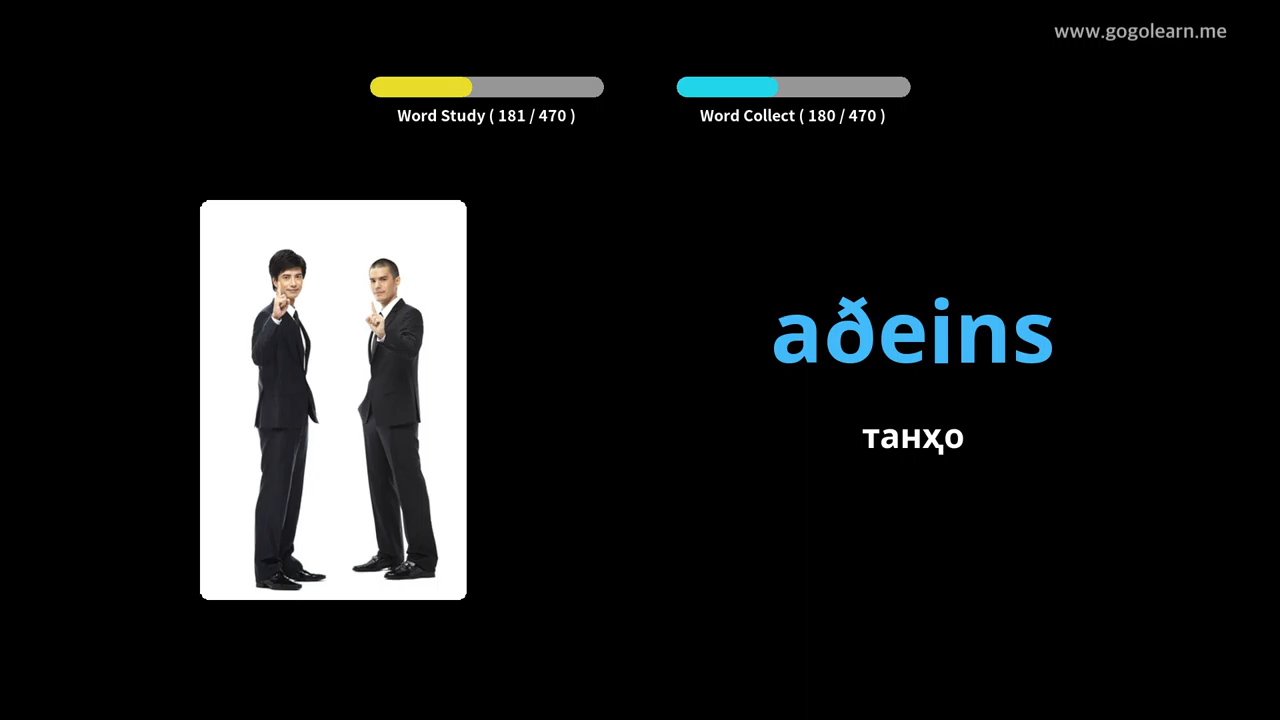 www.gogolearn.me
Word Study ( 181 / 470 )
Word Collect ( 180 / 470 )
aðeins
танҳо